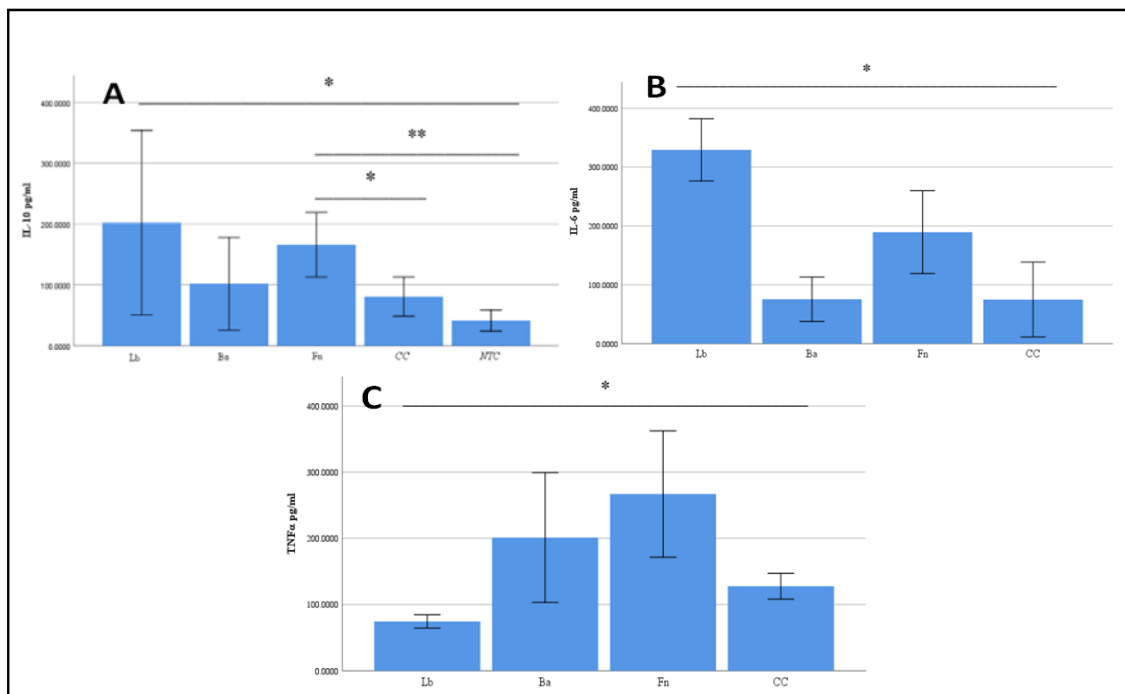 A
*
**
*
IL-10 pg/ml
400.0000
300.0000
200.0000
100.0000
0.0000
Lb Ba Fn CC NTC
B
*
IL-6 pg/ml
400.0000
300.0000
200.0000
100.0000
0.0000
Lb Ba Fn CC
C
*
TNFα pg/ml
400.0000
300.0000
200.0000
100.0000
0.0000
Lb Ba Fn CC